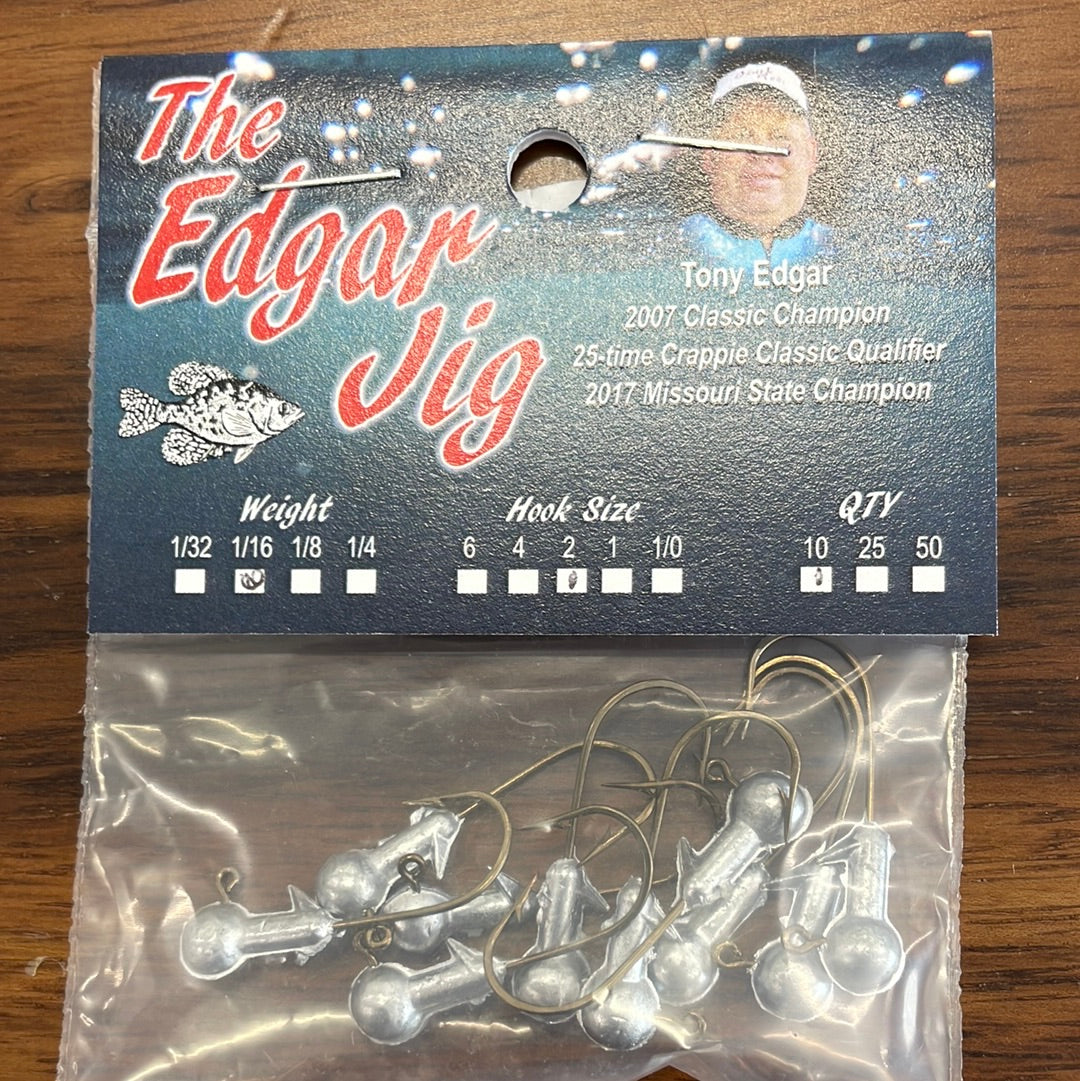 The
Edgar
Jig
Tony Edgar
2007 Classic Champion
25-time Crappie Classic Qualifier
2017 Missouri State Champion
Weight
1/32 1/16 1/8 1/4
Hook Size
6 4 2 1 1/0
QTY
10 25 50